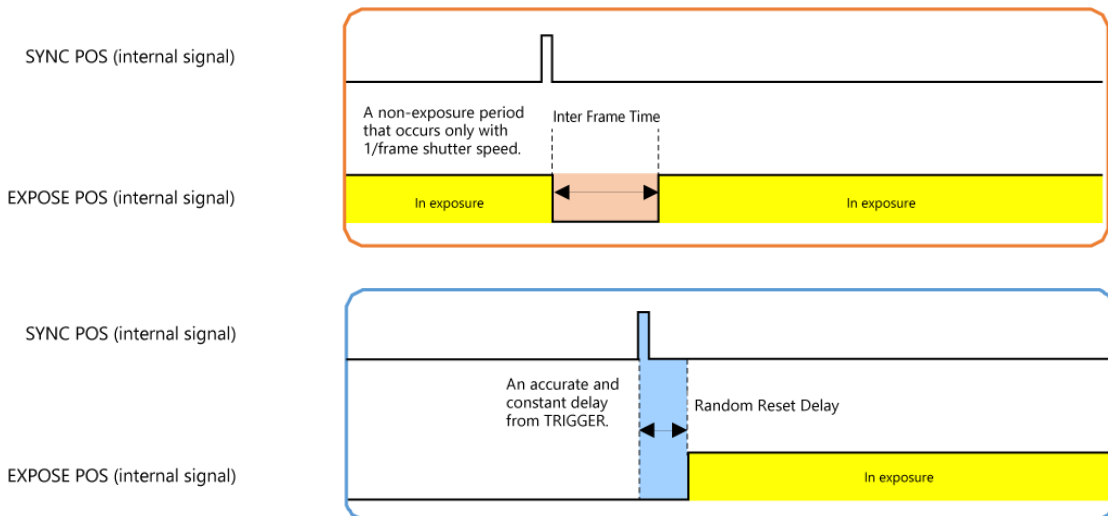 SYNC POS (internal signal)
A non-exposure period
that occurs only with
1/frame shutter speed.
Inter Frame Time
EXPOSE POS (internal signal)
In exposure
In exposure
SYNC POS (internal signal)
An accurate and
constant delay
from TRIGGER.
Random Reset Delay
EXPOSE POS (internal signal)
In exposure